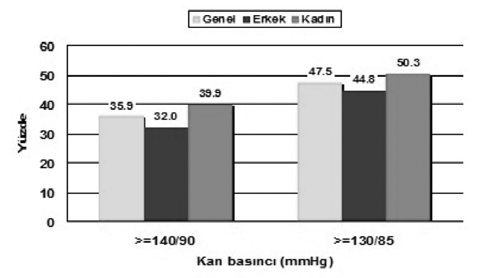 Genel Erkek Kadın
60
50
40
30
20
10
0
Yüzde
35.9 32.0 39.9 47.5 44.8 50.3
>=140/90 >=130/85
Kan basıncı (mmHg)